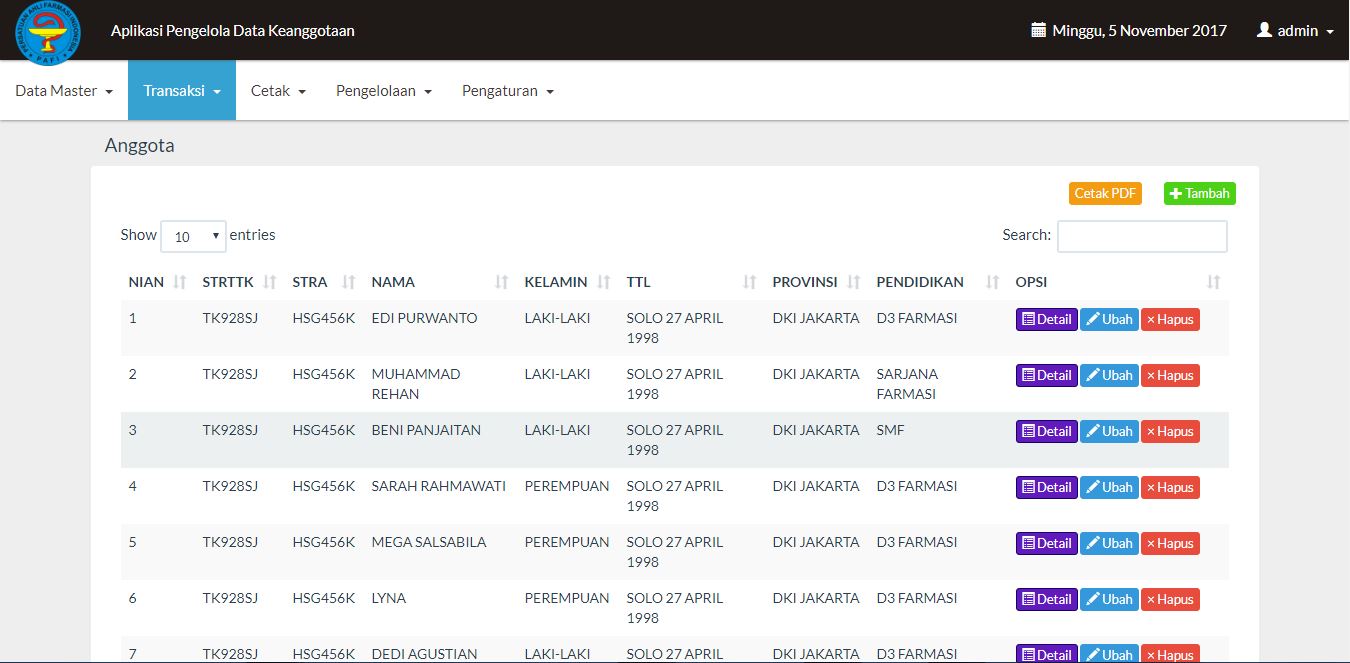 PERSATUAN AHLI FARMASI INDONESIA
PAFI
Aplikasi Pengelola Data Keanggotaan
Minggu, 5 November 2017
admin
Data Master
Transaksi
Cetak
Pengelolaan
Pengaturan
Anggota
Cetak PDF
Tambah
Show 10 entries
Search:
NIAN STRTTK STRA NAMA KELAMIN TTL PROVINSI PENDIDIKAN OPSI
1 TK928SJ HSG456K EDI PURWANTO LAKI-LAKI SOLO 27 APRIL DKI JAKARTA D3 FARMASI Detail Ubah × Hapus
1998
2 TK928SJ HSG456K MUHAMMAD LAKI-LAKI SOLO 27 APRIL DKI JAKARTA SARJANA Detail Ubah × Hapus
REHAN 1998 FARMASI
3 TK928SJ HSG456K BENI PANJAITAN LAKI-LAKI SOLO 27 APRIL DKI JAKARTA SMF Detail Ubah × Hapus
1998
4 TK928SJ HSG456K SARAH RAHMAWATI PEREMPUAN SOLO 27 APRIL DKI JAKARTA D3 FARMASI Detail Ubah × Hapus
1998
5 TK928SJ HSG456K MEGA SALSABILA PEREMPUAN SOLO 27 APRIL DKI JAKARTA D3 FARMASI Detail Ubah × Hapus
1998
6 TK928SJ HSG456K LYNA PEREMPUAN SOLO 27 APRIL DKI JAKARTA D3 FARMASI Detail Ubah × Hapus
1998
7 TK928SJ HSG456K DEDI AGUSTIAN LAKI-LAKI SOLO 27 APRIL DKI JAKARTA D3 FARMASI Detail Ubah × Hapus